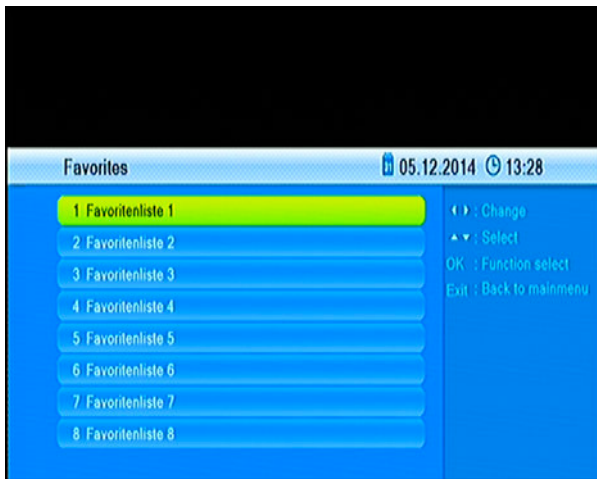 Favorites 05.12.2014 13:28
1 Favoritenliste 1
2 Favoritenliste 2
3 Favoritenliste 3
4 Favoritenliste 4
5 Favoritenliste 5
6 Favoritenliste 6
7 Favoritenliste 7
8 Favoritenliste 8
: Change
: Select
OK : Function select
Exit : Back to mainmenu